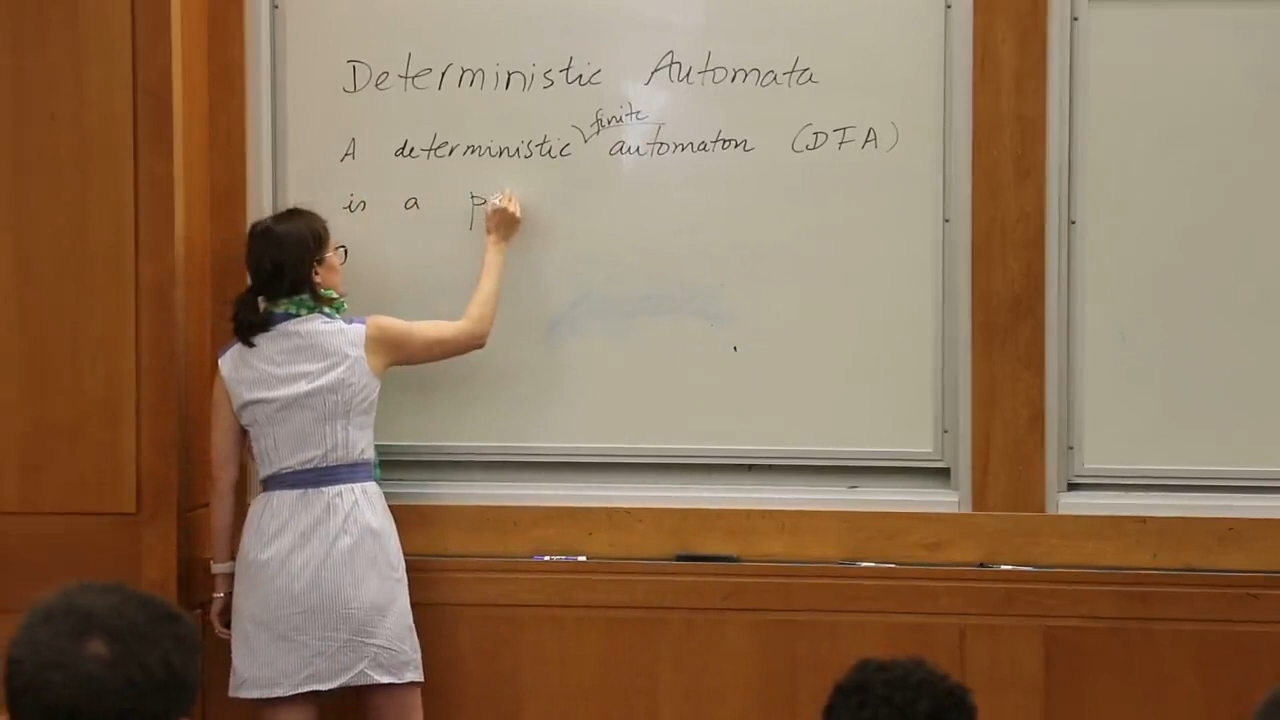 Deterministic Automata
A deterministic finite automaton (DFA)
is a